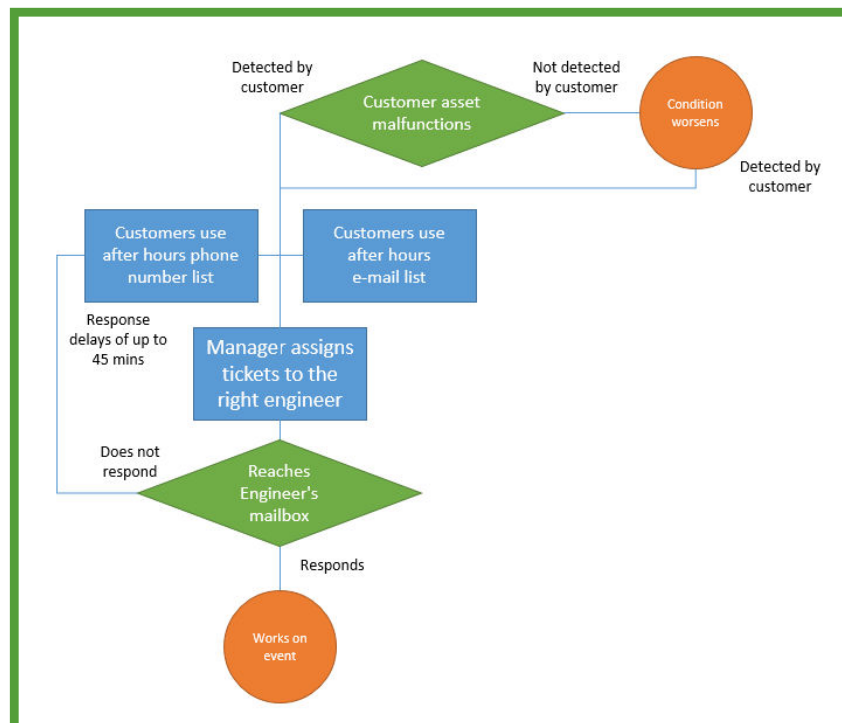 Detected by
customer
Customer asset
malfunctions
Not detected
by customer
Condition
worsens
Detected by
customer
Customers use
after hours phone
number list
Customers use
after hours
e-mail list
Response
delays of up to
45 mins
Manager assigns
tickets to the
right engineer
Does not
respond
Reaches
Engineer's
mailbox
Responds
Works on
event